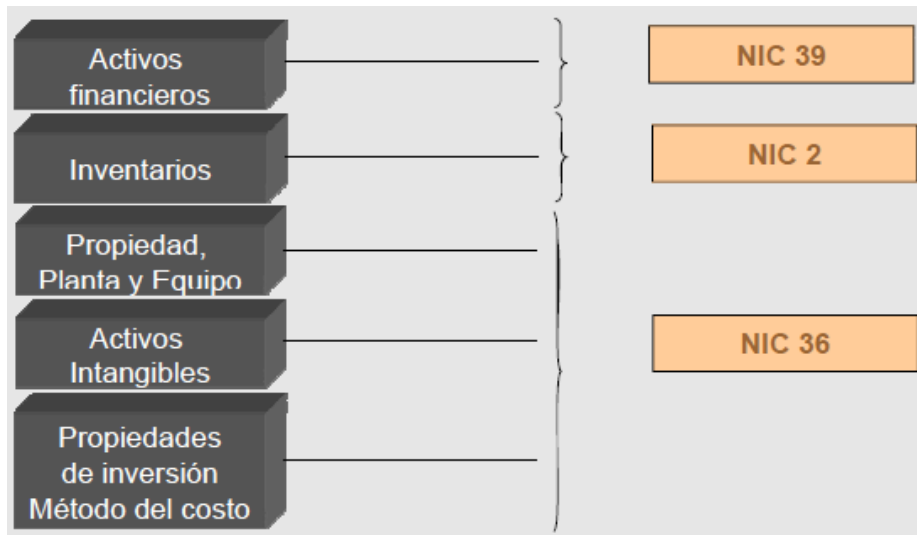 Activos
financieros
NIC 39
Inventarios
NIC 2
Propiedad,
Planta y Equipo
Activos
Intangibles
NIC 36
Propiedades
de inversión
Método del costo